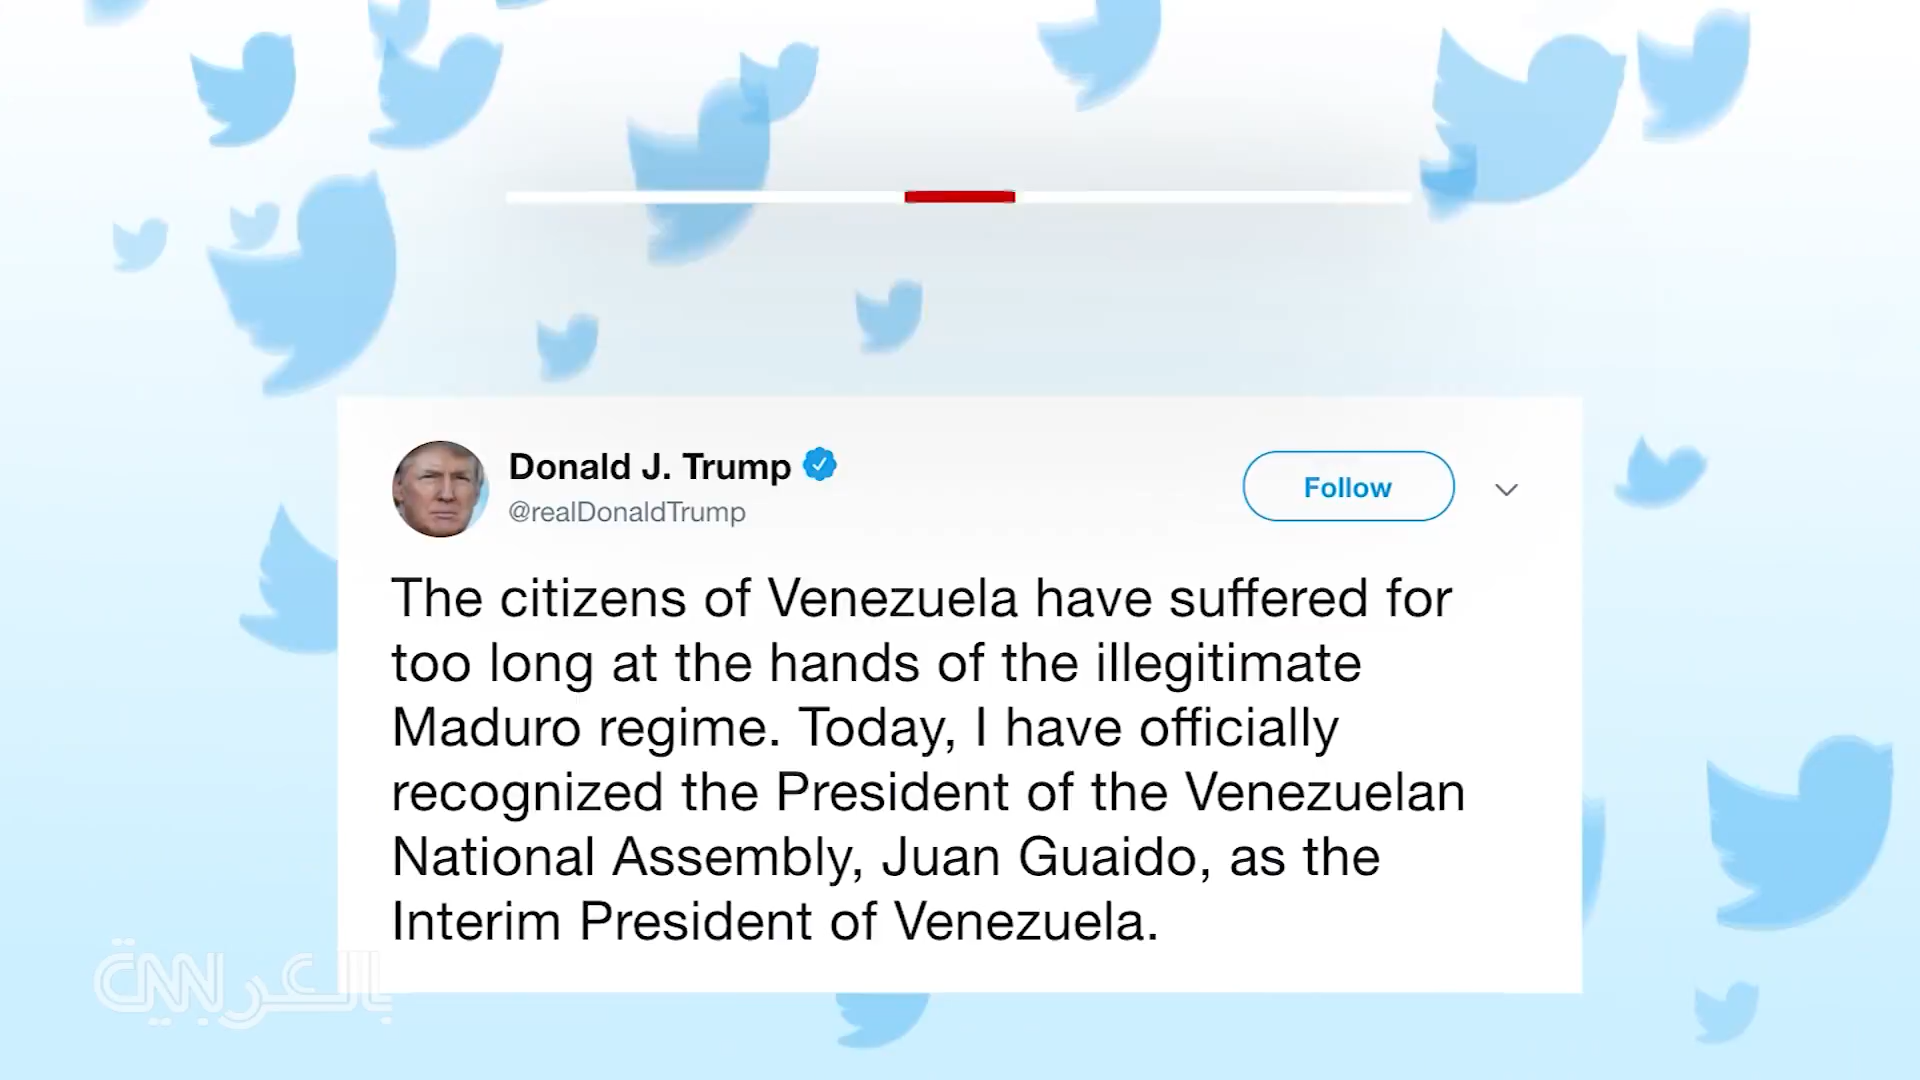 Donald J. Trump
@realDonaldTrump
Follow
The citizens of Venezuela have suffered for
too long at the hands of the illegitimate
Maduro regime. Today, I have officially
recognized the President of the Venezuelan
National Assembly, Juan Guaido, as the
Interim President of Venezuela.
CNN بالعربية